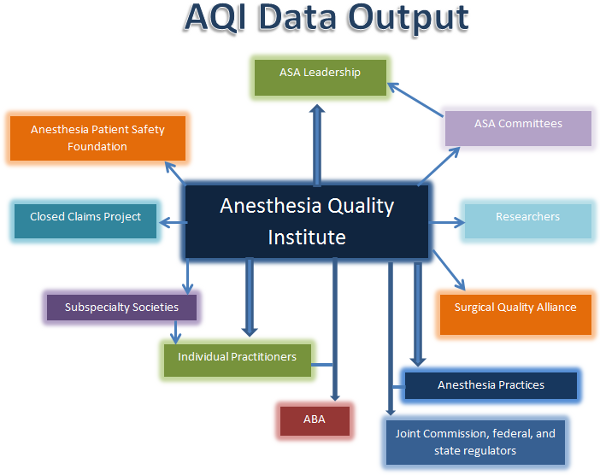 AQI Data Output
ASA Leadership
Anesthesia Patient Safety
Foundation
ASA Committees
Anesthesia Quality
Institute
Closed Claims Project
Researchers
Subspecialty Societies
Surgical Quality Alliance
Individual Practitioners
Anesthesia Practices
ABA
Joint Commission, federal, and
state regulators